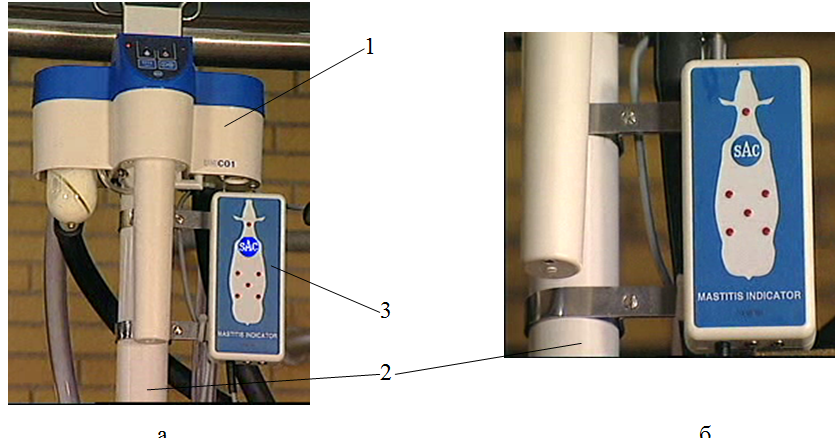 1
UNICO1
SAC
3
MASTITIS INDICATOR
2
SAC
MASTITIS INDICATOR
а
б